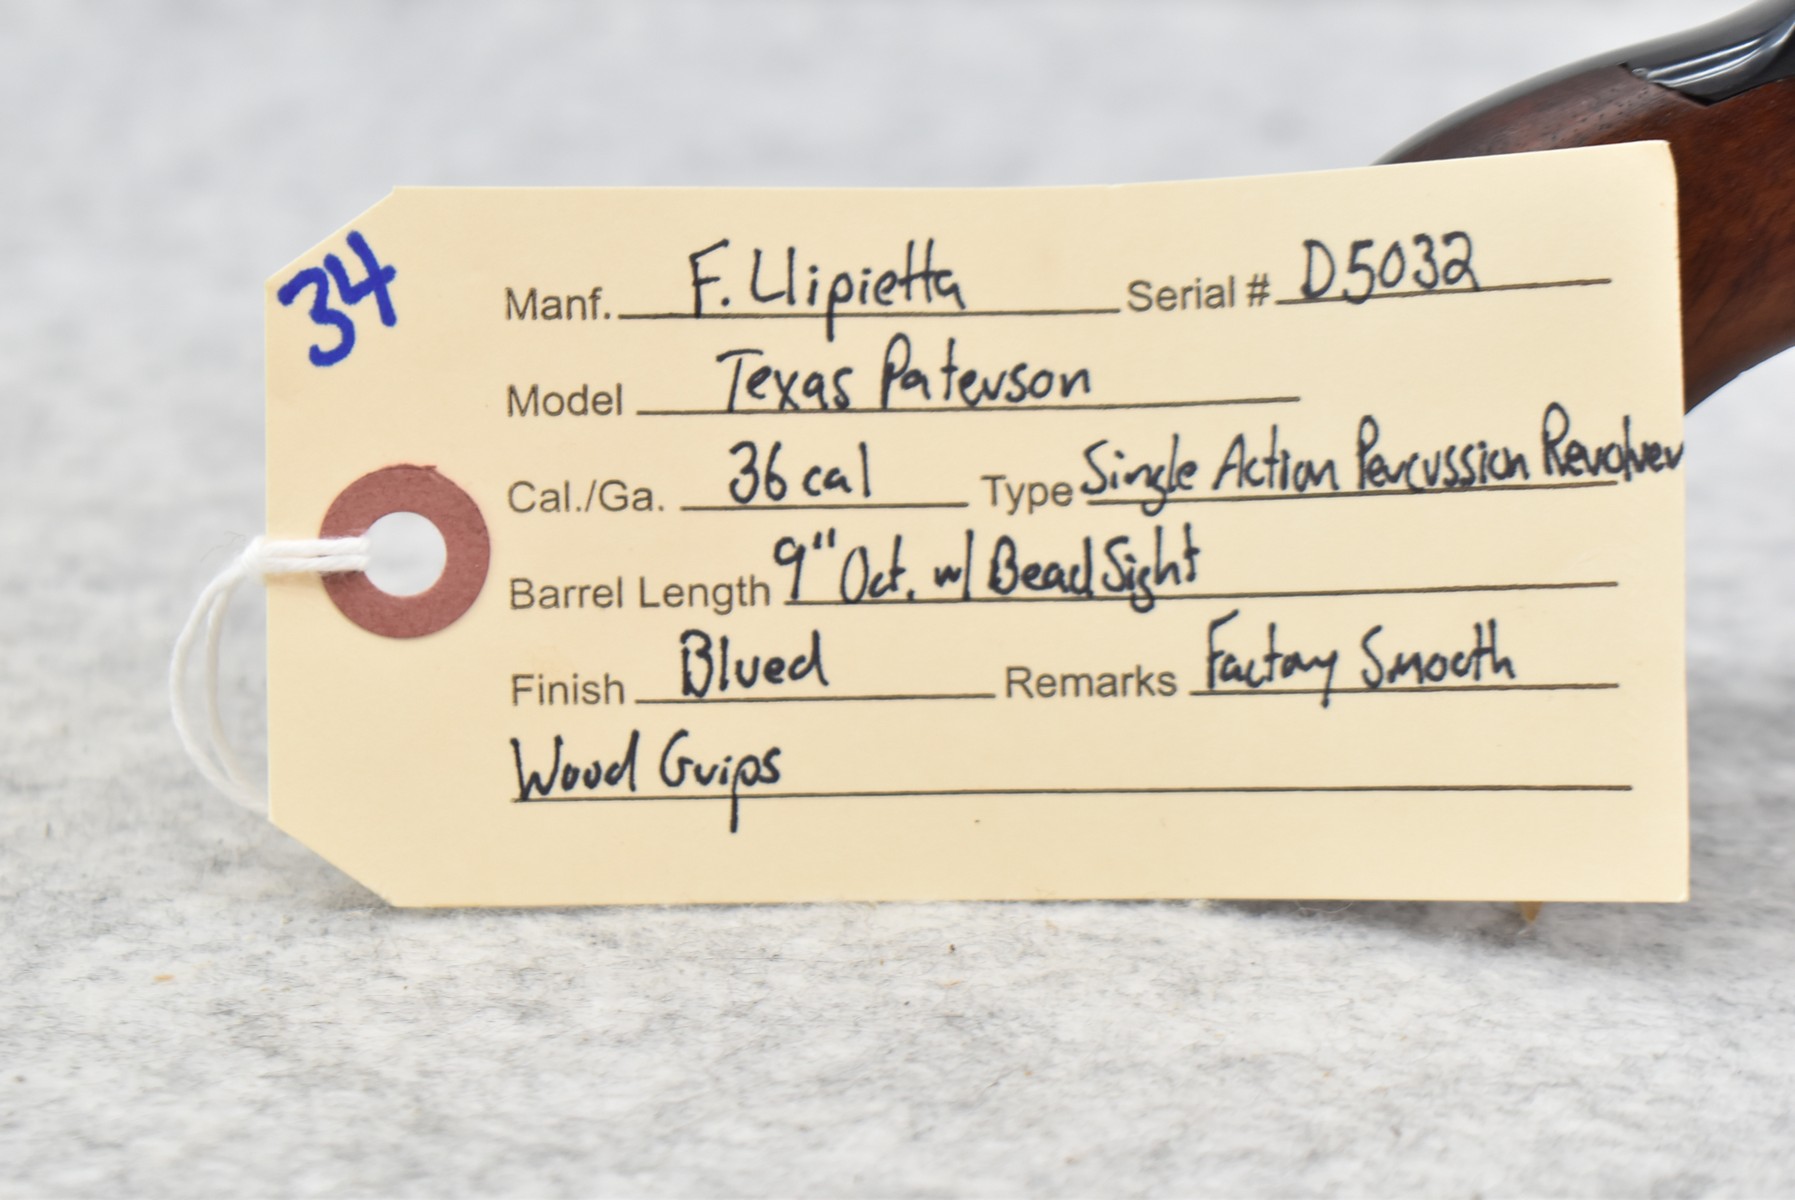 34
Manf. F. Llipietta Serial # D5032
Model Texas Paterson
Cal./Ga. 36 cal Type Single Action Percussion Revolver
Barrel Length 9" Oct. w/ Bead Sight
Finish Blued Remarks Factory Smooth
Wood Grips